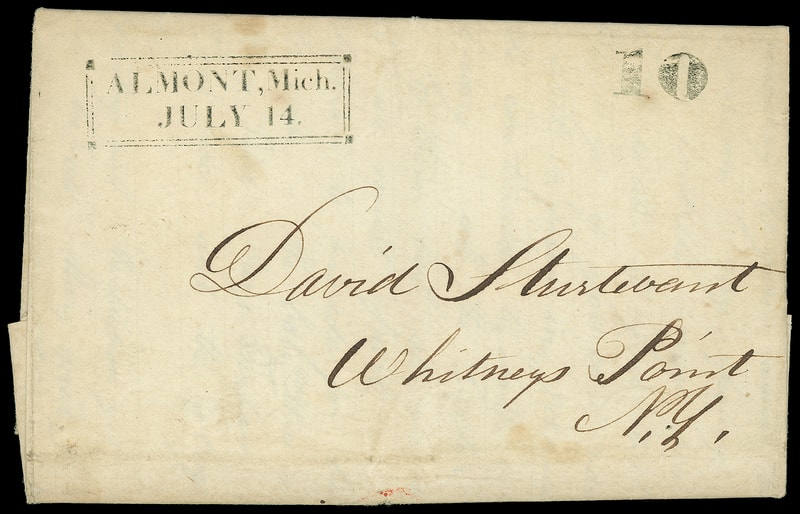 ALMONT, Mich.
JULY 14.
10
David Sturtevant
Whitneys Point
N.Y.